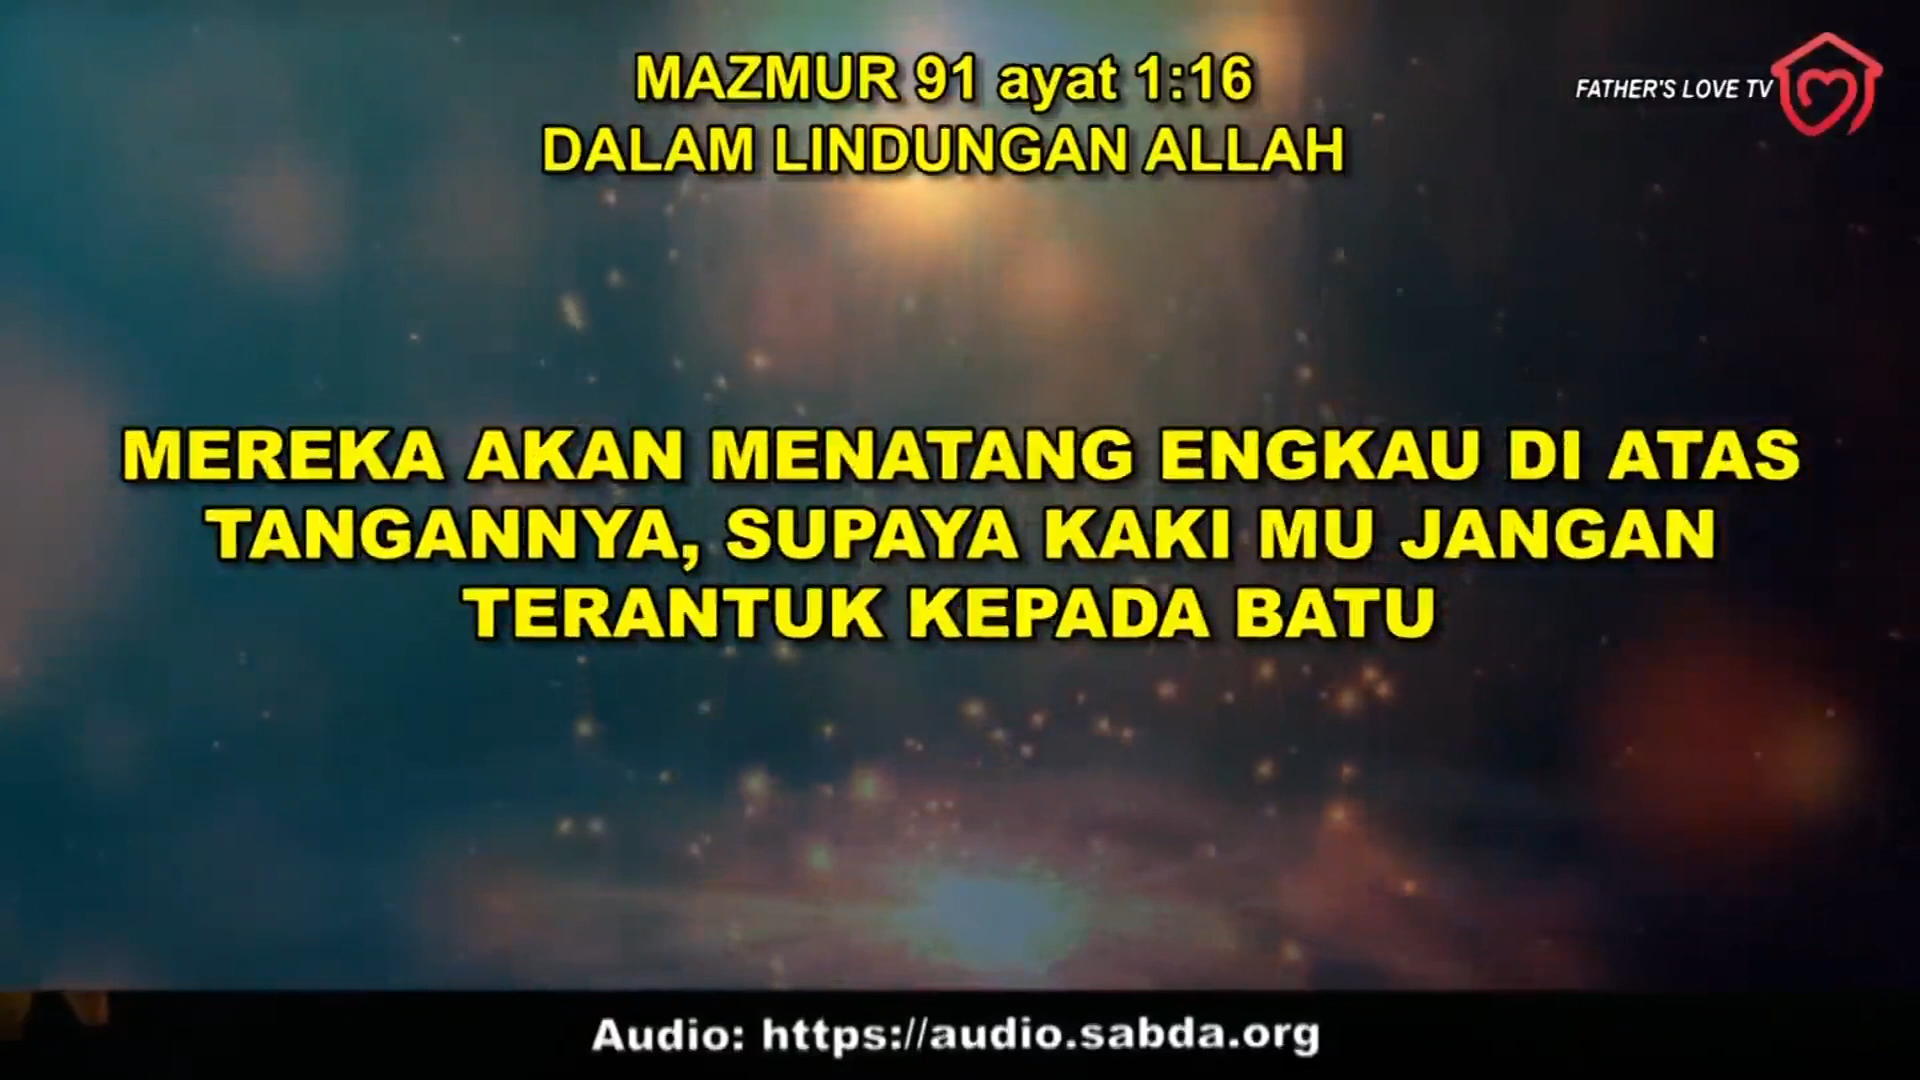 MAZMUR 91 ayat 1:16
DALAM LINDUNGAN ALLAH
FATHER'S LOVE TV
MEREKA AKAN MENATANG ENGKAU DI ATAS
TANGANNYA, SUPAYA KAKI MU JANGAN
TERANTUK KEPADA BATU
Audio: https://audio.sabda.org